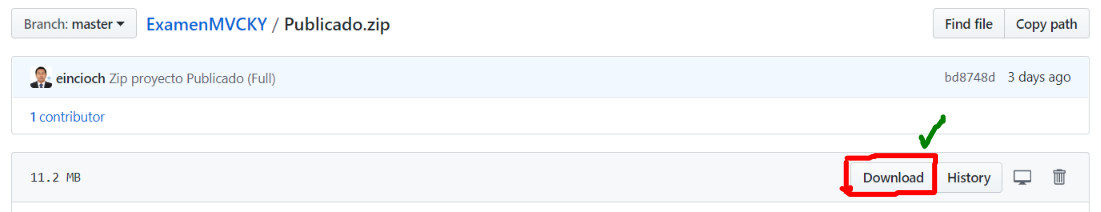 Branch: master ExamenMVCKY / Publicado.zip Find file Copy path
eincioch Zip proyecto Publicado (Full) bd8748d 3 days ago
1 contributor
11.2 MB Download History